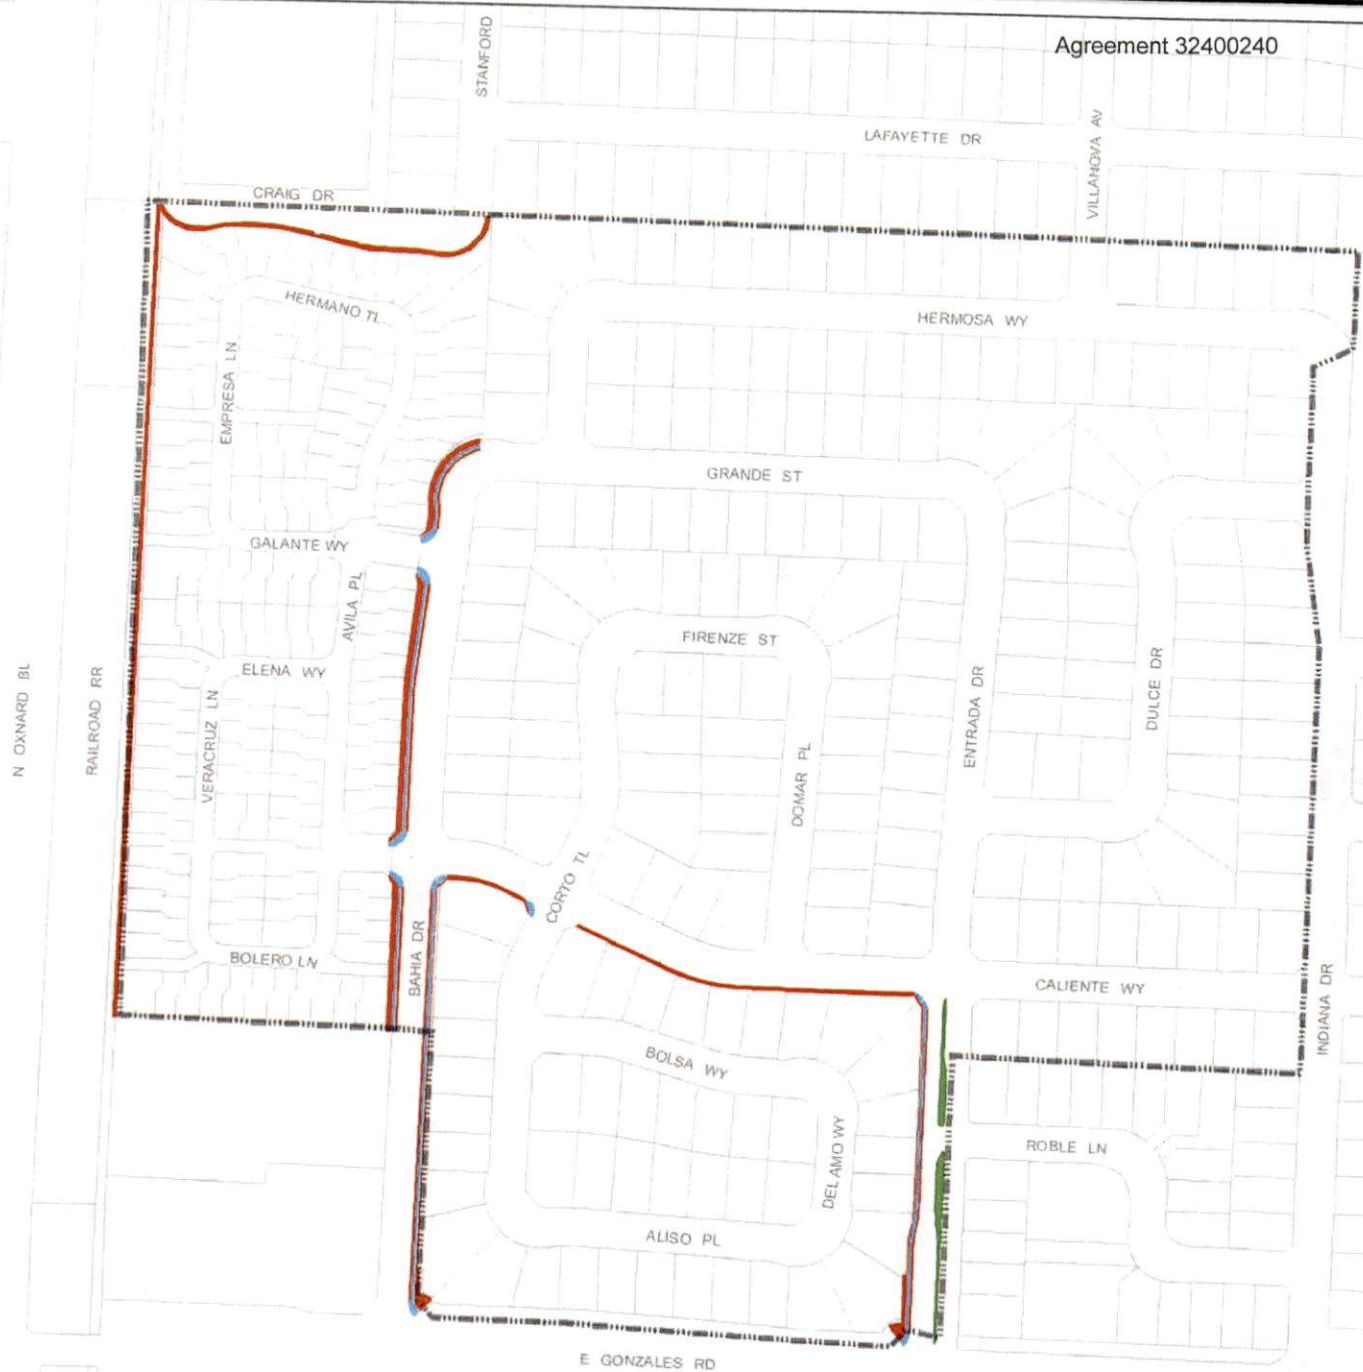 Agreement 32400240
STANFORD
LAFAYETTE DR
VILLANOVA AV
CRAIG DR
HERMANO TL
HERMOSA WY
EMPRESA LN
GRANDE ST
GALANTE WY
AVILA PL
FIRENZE ST
ELENA WY
VERACRUZ LN
N OXNARD BL
RAILROAD RR
ENTRADA DR
DULCE DR
DOMAR PL
CORTO TL
BOLERO LN
BAHIA DR
CALIENTE WY
INDIANA DR
BOLSA WY
DEL AMO WY
ROBLE LN
ALISO PL
E GONZALES RD